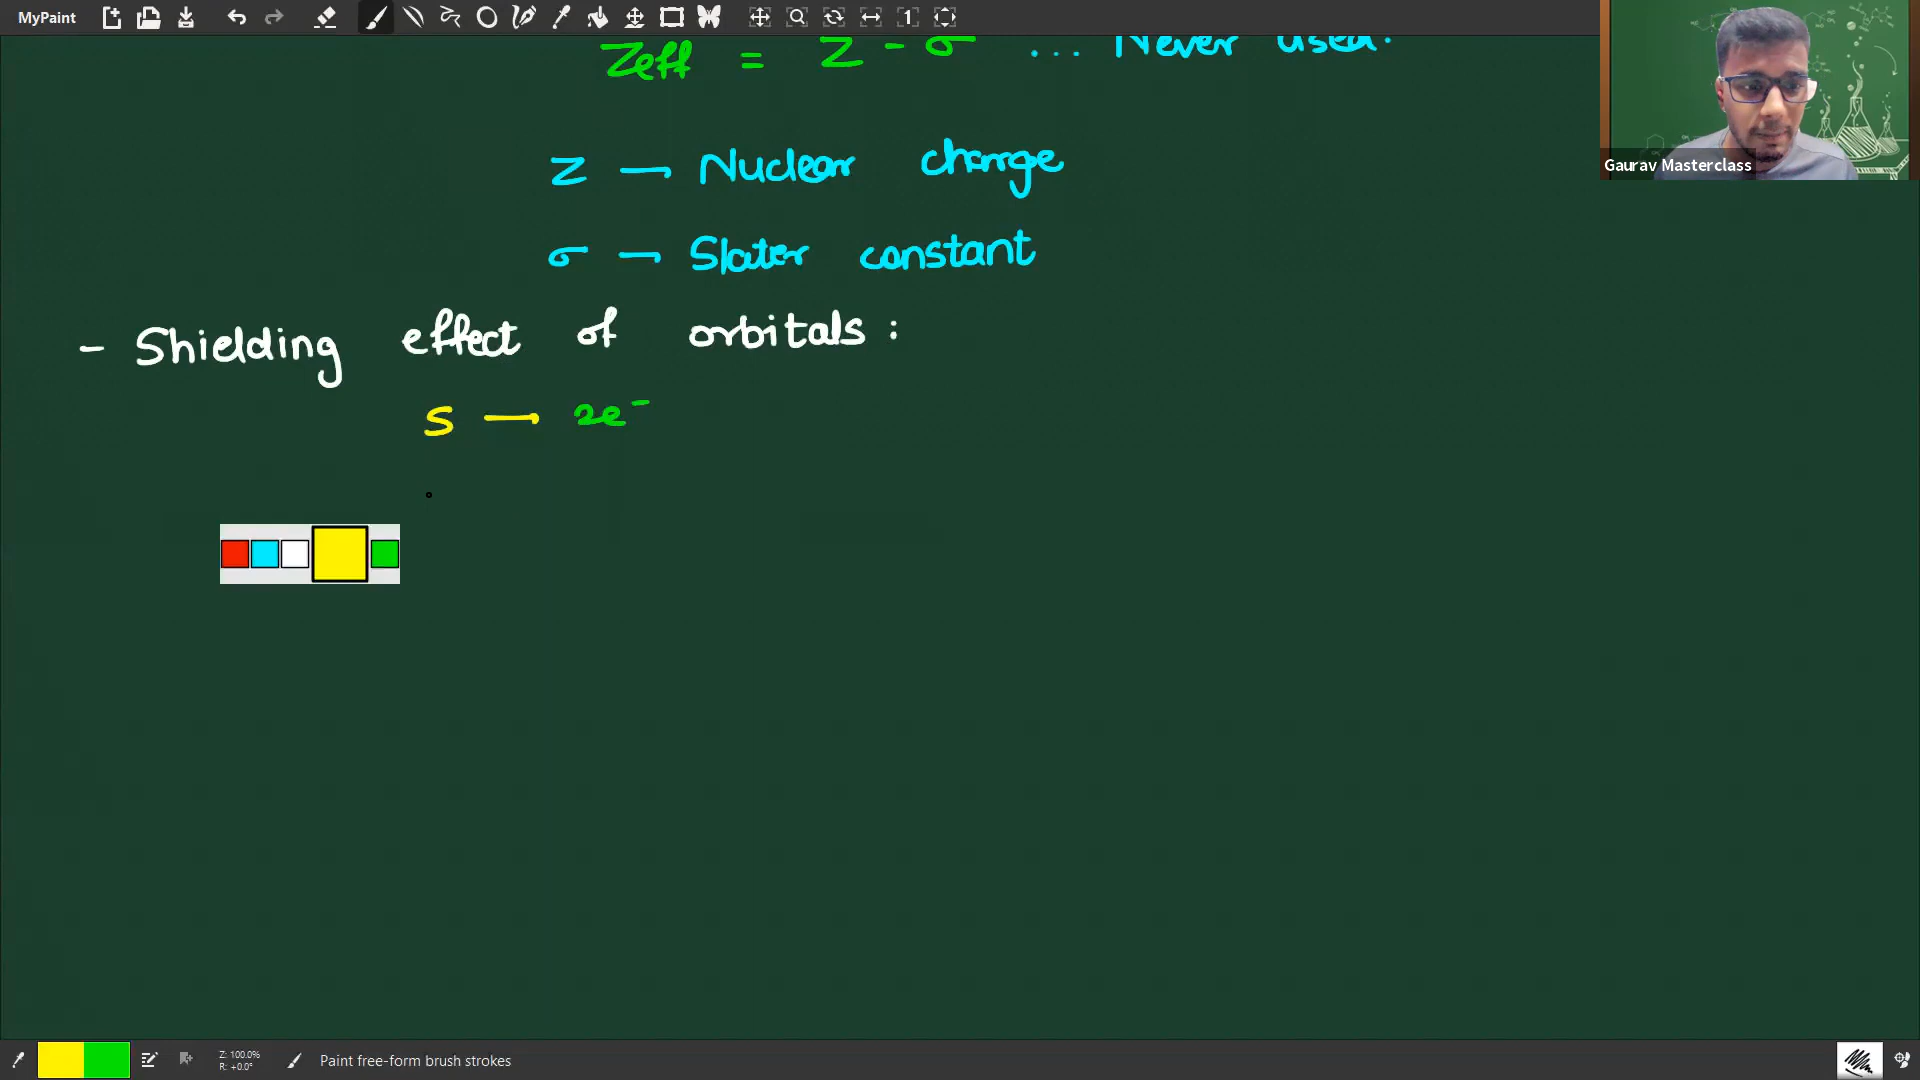 MyPaint
Zeff = Z - σ ... Never used.
Gaurav Masterclass
Z — Nuclear change
σ — Slater constant
- Shielding effect of orbitals :
S — 2e⁻
Z: 100.0%
R: +0.0°
Paint free-form brush strokes